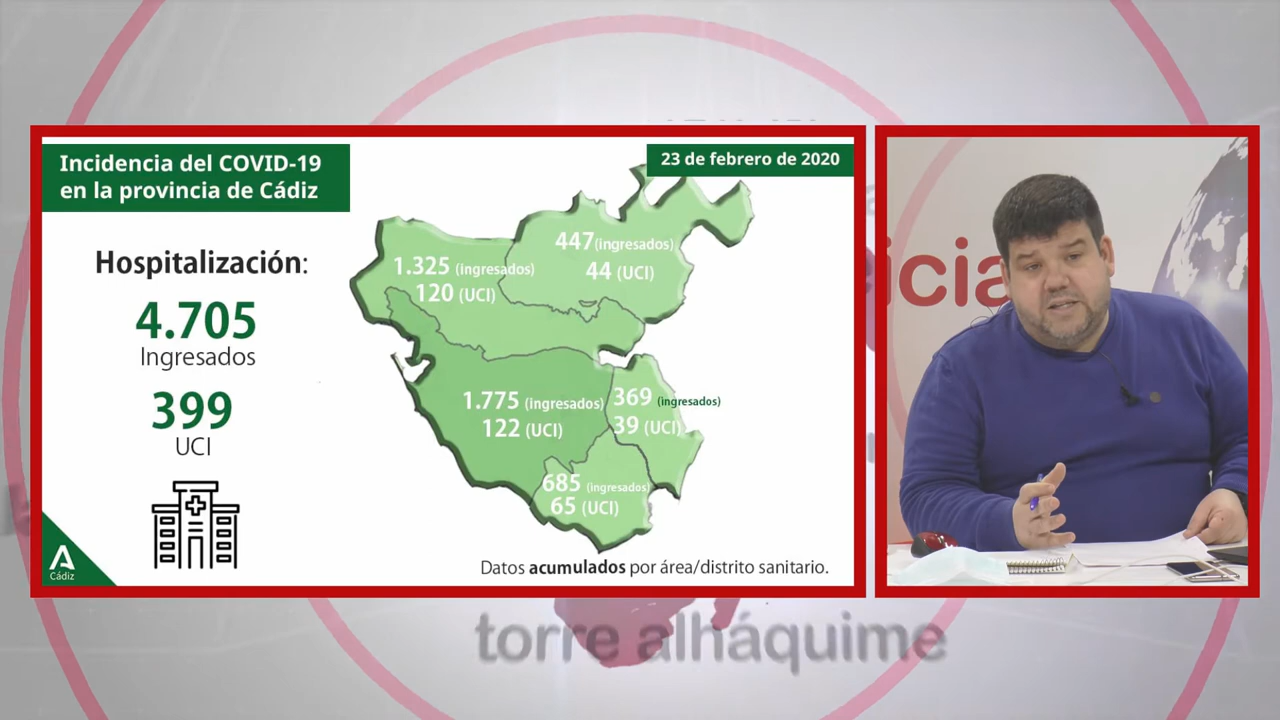 Incidencia del COVID-19
en la provincia de Cádiz
23 de febrero de 2020
Hospitalización:
4.705
Ingresados
399
UCI
447 (ingresados)
44 (UCI)
1.325 (ingresados)
120 (UCI)
1.775 (ingresados)
122 (UCI)
369 (ingresados)
39 (UCI)
685 (ingresados)
65 (UCI)
Datos acumulados por área/distrito sanitario.
A
Cádiz
icia
torre alháquime